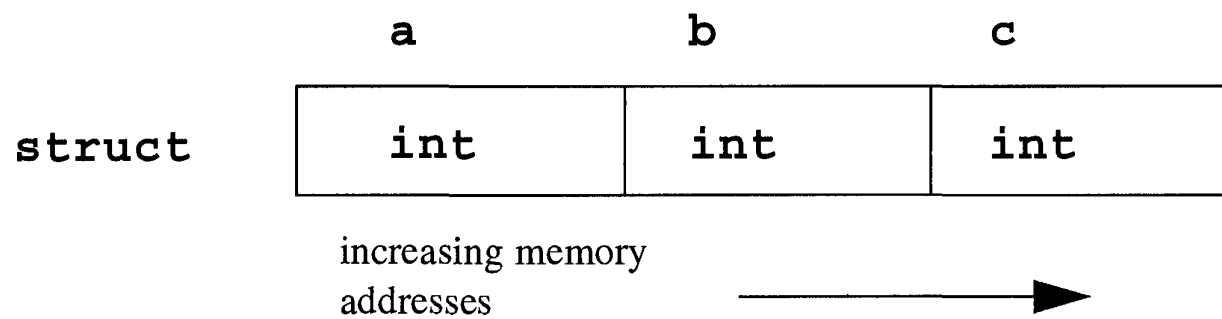 a b c
struct int int int
increasing memory
addresses